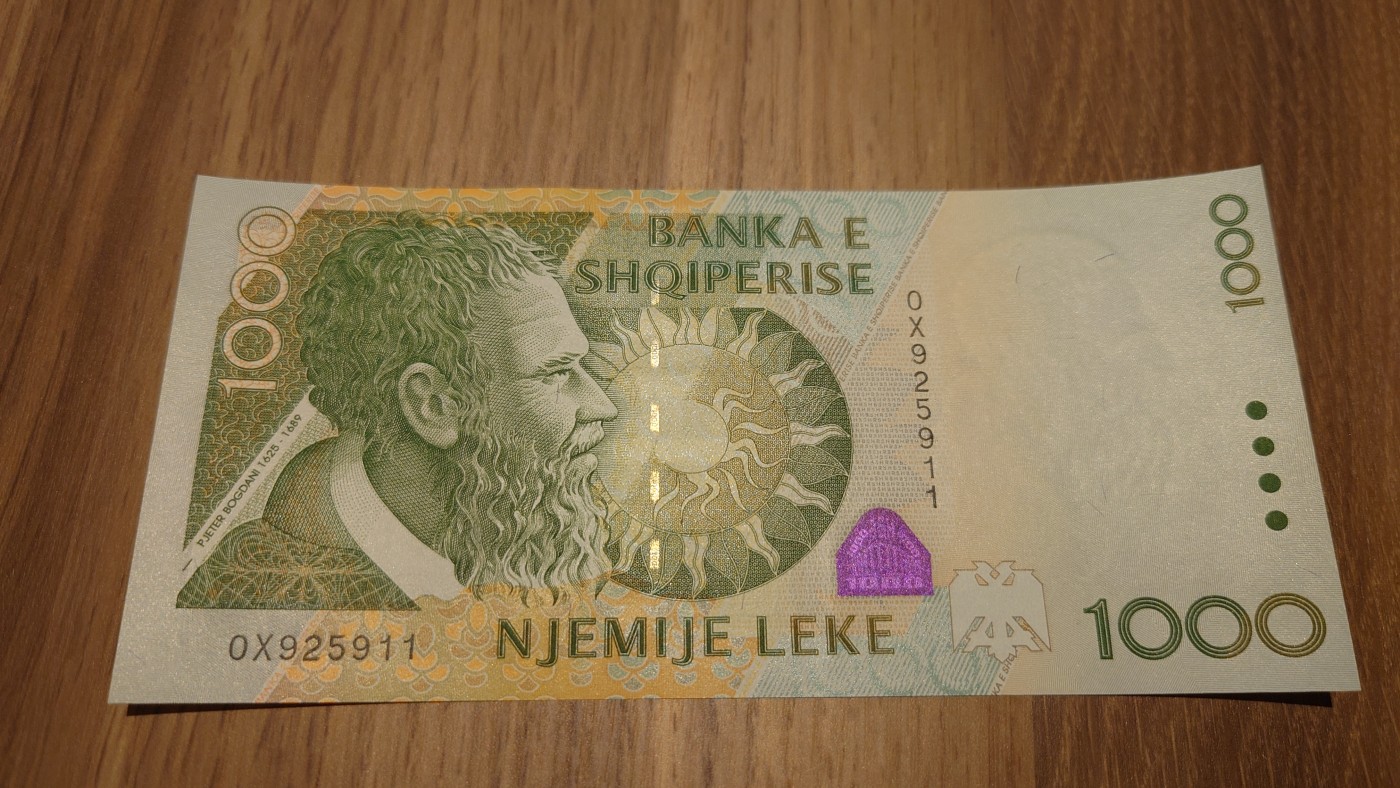 1000
BANKA E
SHQIPERISE
1000
0X925911
PJETER BOGDANI 1625 - 1689
0X925911
NJEMIJE LEKE
1000